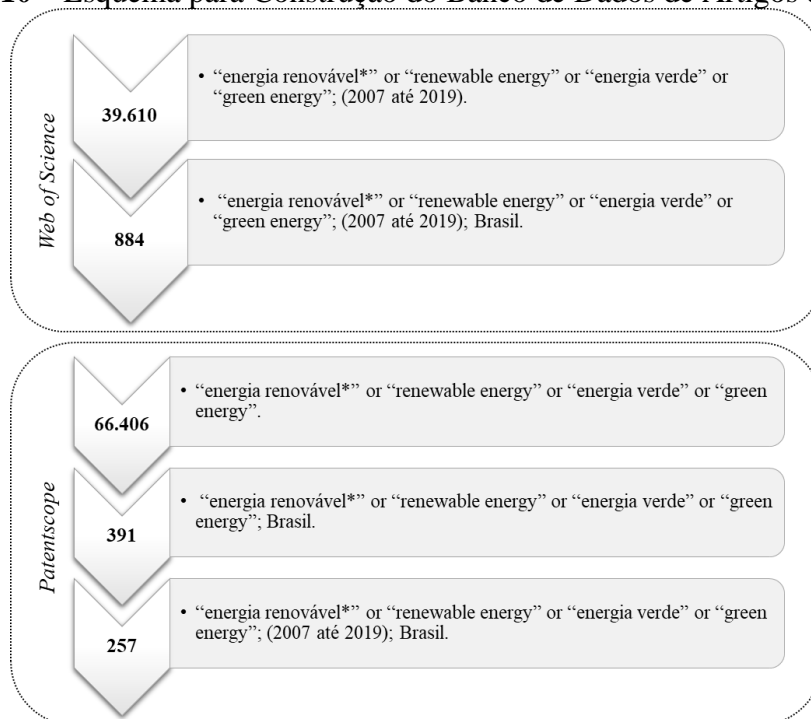 10 – Esquema para Construção do Banco de Dados de Artigos
Web of Science
39.610
• “energia renovável*” or “renewable energy” or “energia verde” or
“green energy”; (2007 até 2019).
884
• “energia renovável*” or “renewable energy” or “energia verde” or
“green energy”; (2007 até 2019); Brasil.
Patentscope
66.406
• “energia renovável*” or “renewable energy” or “energia verde” or “green
energy”.
391
• “energia renovável*” or “renewable energy” or “energia verde” or “green
energy”; Brasil.
257
• “energia renovável*” or “renewable energy” or “energia verde” or “green
energy”; (2007 até 2019); Brasil.